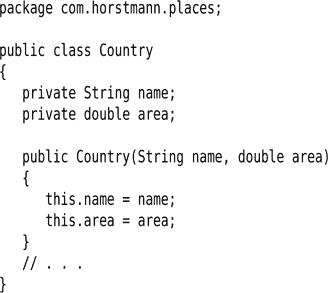 package com.horstmann.places;

public class Country
{
   private String name;
   private double area;

   public Country(String name, double area)
   {
      this.name = name;
      this.area = area;
   }
   // . . .
}